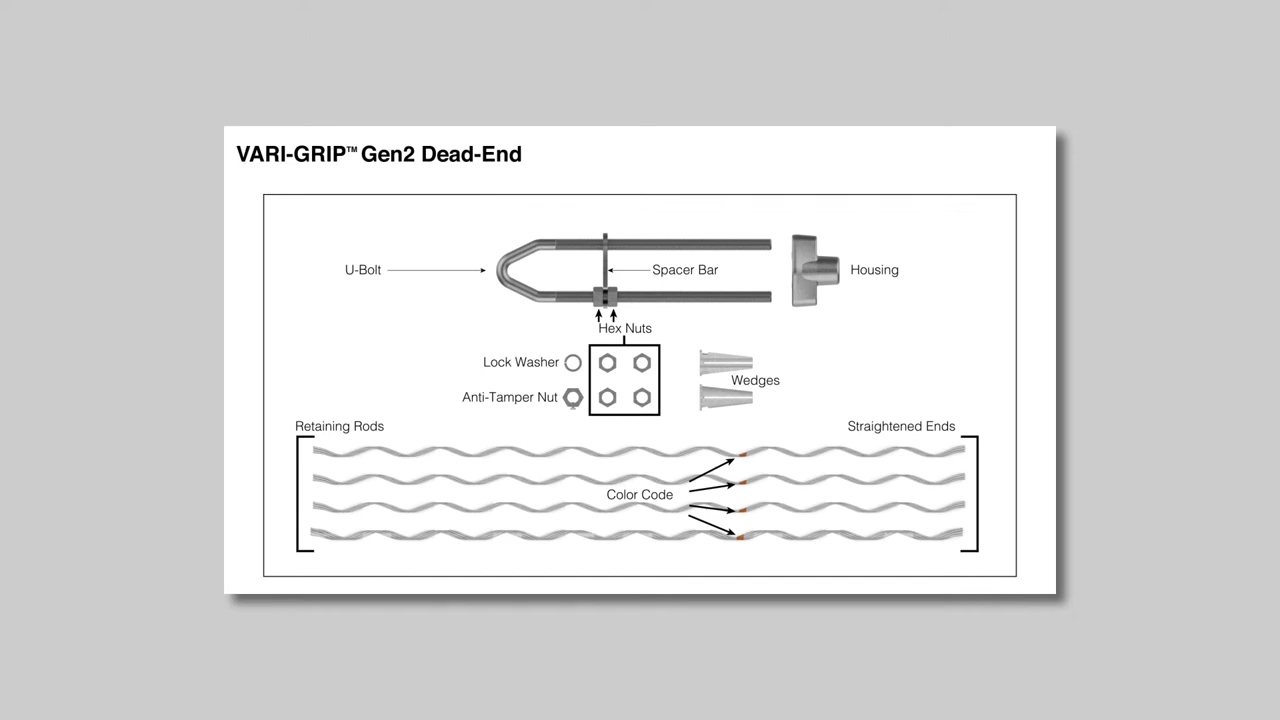 VARI-GRIP™ Gen2 Dead-End
U-Bolt
Spacer Bar
Housing
Hex Nuts
Lock Washer
Wedges
Anti-Tamper Nut
Retaining Rods
Straightened Ends
Color Code